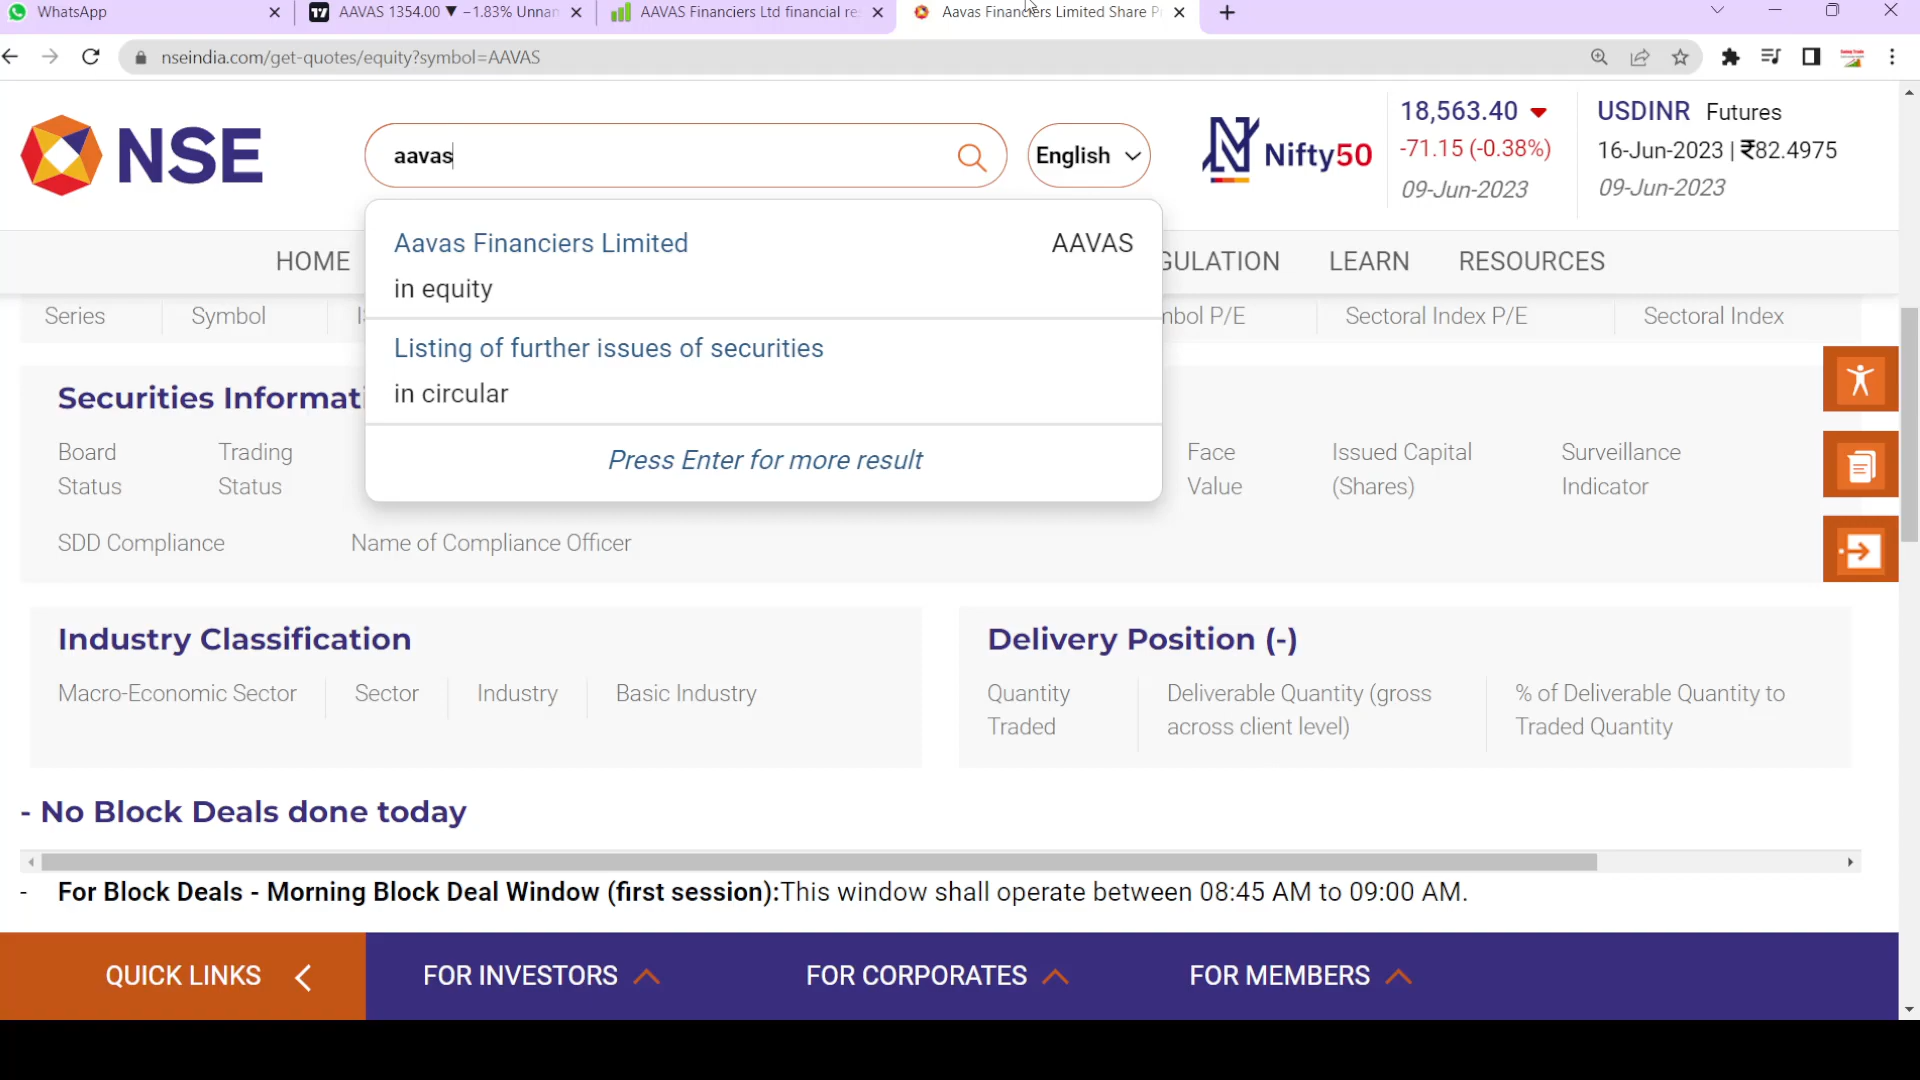 WhatsApp
AAVAS 1354.00 ▼ −1.83% Unnan
AAVAS Financiers Ltd financial re
Aavas Financiers Limited Share P
nseindia.com/get-quotes/equity?symbol=AAVAS
NSE
aavas
English
Nifty50
18,563.40
-71.15 (-0.38%)
09-Jun-2023
USDINR Futures
16-Jun-2023 | ₹82.4975
09-Jun-2023
HOME
GULATION
LEARN
RESOURCES
Aavas Financiers Limited AAVAS
in equity
Listing of further issues of securities
in circular
Press Enter for more result
Series
Symbol
mbol P/E
Sectoral Index P/E
Sectoral Index
Securities Informati
Board
Status
Trading
Status
Face
Value
Issued Capital
(Shares)
Surveillance
Indicator
SDD Compliance
Name of Compliance Officer
Industry Classification
Macro-Economic Sector
Sector
Industry
Basic Industry
Delivery Position (-)
Quantity
Traded
Deliverable Quantity (gross
across client level)
% of Deliverable Quantity to
Traded Quantity
- No Block Deals done today
- For Block Deals - Morning Block Deal Window (first session):This window shall operate between 08:45 AM to 09:00 AM.
QUICK LINKS
FOR INVESTORS
FOR CORPORATES
FOR MEMBERS